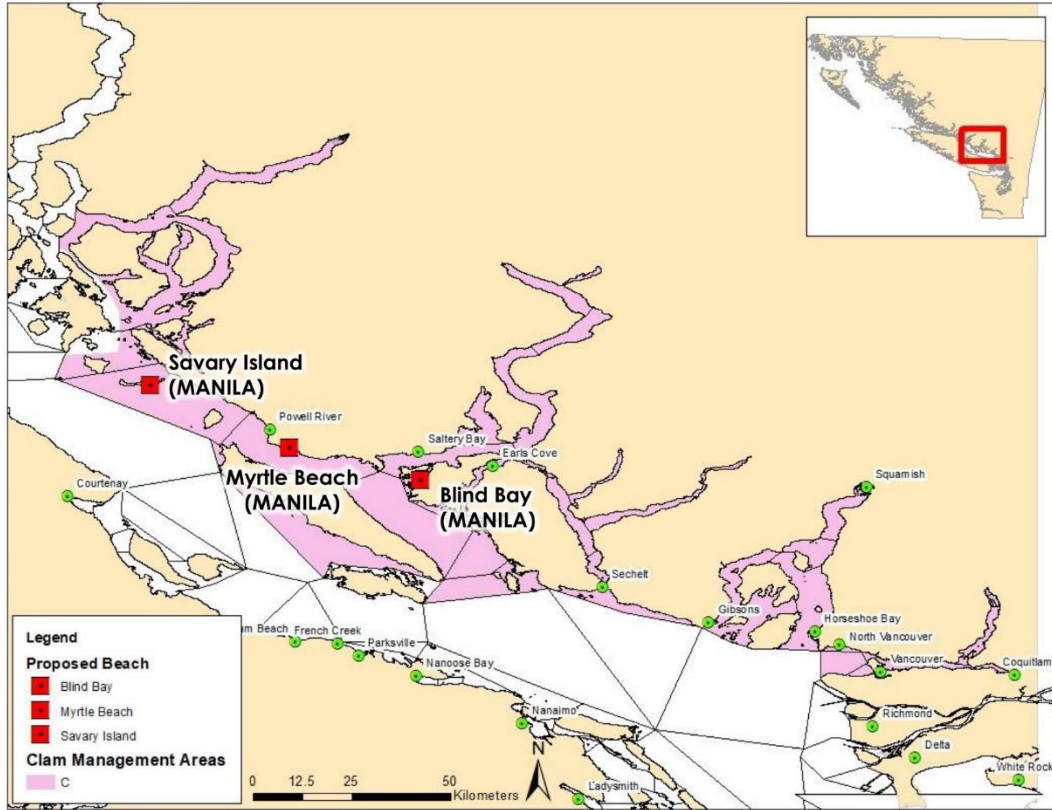 Savary Island
(MANILA)
Powell River
Saltery Bay
Earls Cove
Myrtle Beach
(MANILA)
Blind Bay
(MANILA)
Squamish
Courtenay
Sechelt
Gibsons
Horseshoe Bay
North Vancouver
Vancouver
Coquitlam
am Beach
French Creek
Parksville
Nanoose Bay
Nanaimo
Richmond
Delta
White Rock
Ladysmith
Legend
Proposed Beach
Blind Bay
Myrtle Beach
Savary Island
Clam Management Areas
C
0 12.5 25 50
Kilometers
N